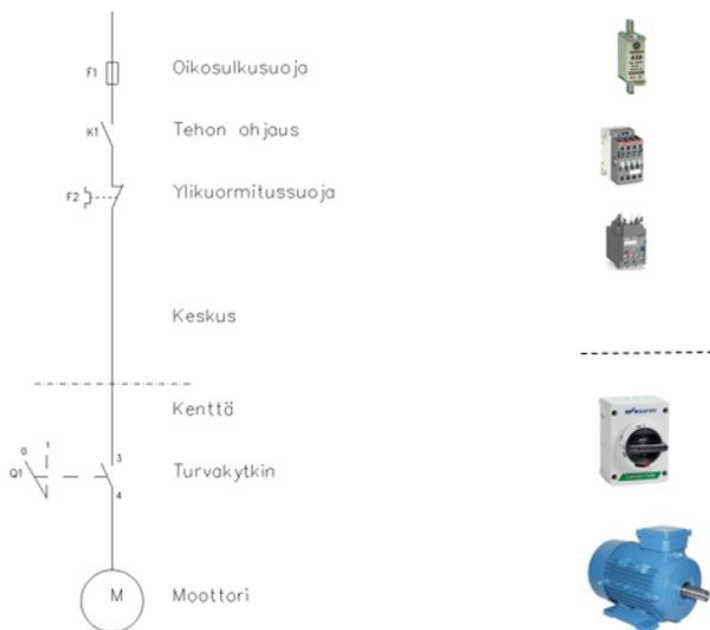 F1 Oikosulkusuoja
K1 Tehon ohjaus
F2 Ylikuormitussuoja
Keskus
Kenttä
0 1
Q1
3
4
Turvakytkin
M Moottori